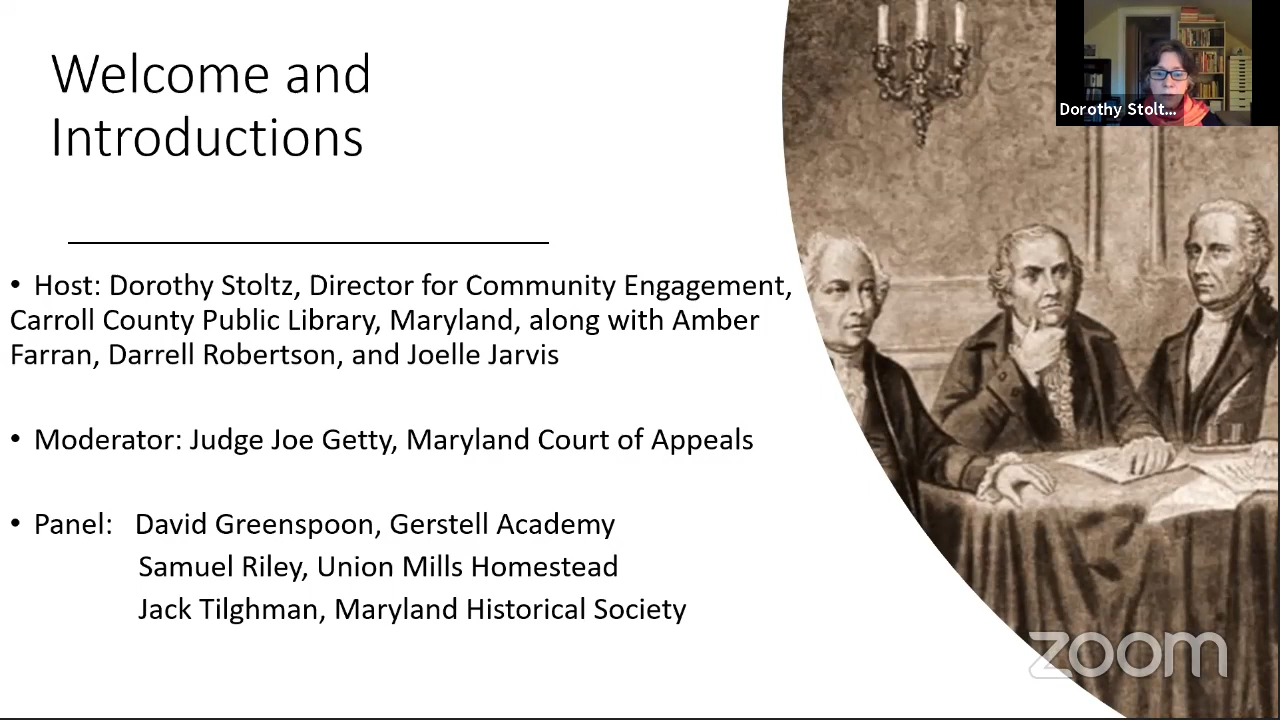 Welcome and
Introductions
• Host: Dorothy Stoltz, Director for Community Engagement,
Carroll County Public Library, Maryland, along with Amber
Farran, Darrell Robertson, and Joelle Jarvis
• Moderator: Judge Joe Getty, Maryland Court of Appeals
• Panel: David Greenspoon, Gerstell Academy
Samuel Riley, Union Mills Homestead
Jack Tilghman, Maryland Historical Society
Dorothy Stolt...
zoom